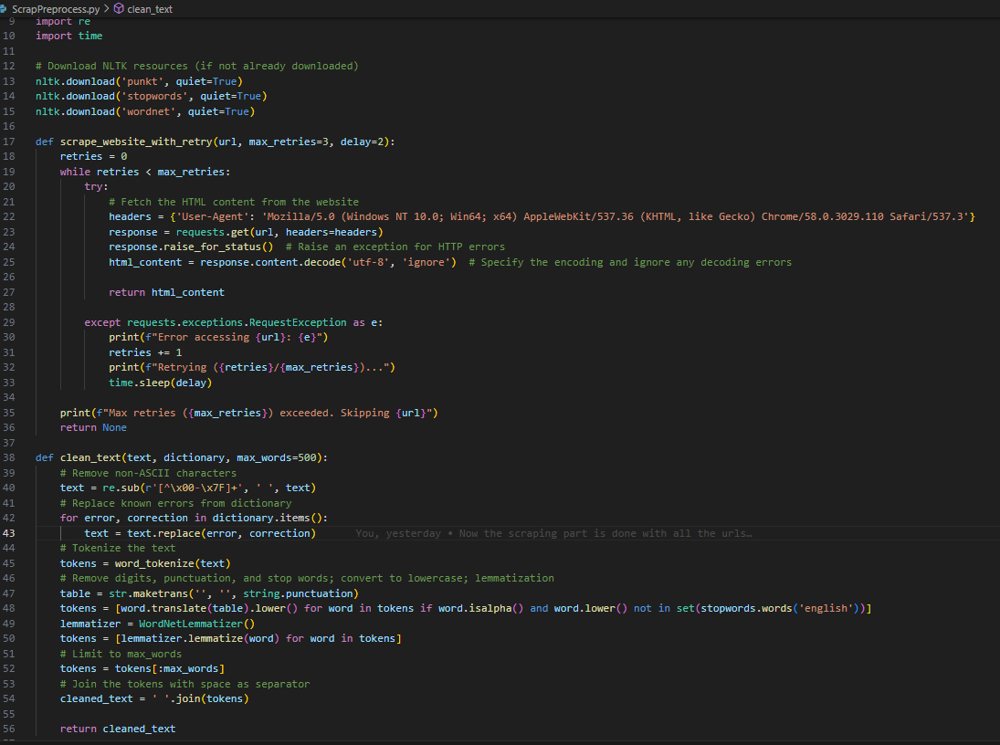 ScrapPreprocess.py > clean_text
9 import re
10 import time
11
12 # Download NLTK resources (if not already downloaded)
13 nltk.download('punkt', quiet=True)
14 nltk.download('stopwords', quiet=True)
15 nltk.download('wordnet', quiet=True)
16
17 def scrape_website_with_retry(url, max_retries=3, delay=2):
18     retries = 0
19     while retries < max_retries:
20         try:
21             # Fetch the HTML content from the website
22             headers = {'User-Agent': 'Mozilla/5.0 (Windows NT 10.0; Win64; x64) AppleWebKit/537.36 (KHTML, like Gecko) Chrome/58.0.3029.110 Safari/537.3'}
23             response = requests.get(url, headers=headers)
24             response.raise_for_status()  # Raise an exception for HTTP errors
25             html_content = response.content.decode('utf-8', 'ignore')  # Specify the encoding and ignore any decoding errors
26
27             return html_content
28
29         except requests.exceptions.RequestException as e:
30             print(f"Error accessing {url}: {e}")
31             retries += 1
32             print(f"Retrying ({retries}/{max_retries})...")
33             time.sleep(delay)
34
35     print(f"Max retries ({max_retries}) exceeded. Skipping {url}")
36     return None
37
38 def clean_text(text, dictionary, max_words=500):
39     # Remove non-ASCII characters
40     text = re.sub(r'[^\x00-\x7F]+', ' ', text)
41     # Replace known errors from dictionary
42     for error, correction in dictionary.items():
43         text = text.replace(error, correction)     You, yesterday • Now the scraping part is done with all the urls…
44     # Tokenize the text
45     tokens = word_tokenize(text)
46     # Remove digits, punctuation, and stop words; convert to lowercase; lemmatization
47     table = str.maketrans('', '', string.punctuation)
48     tokens = [word.translate(table).lower() for word in tokens if word.isalpha() and word.lower() not in set(stopwords.words('english'))]
49     lemmatizer = WordNetLemmatizer()
50     tokens = [lemmatizer.lemmatize(word) for word in tokens]
51     # Limit to max_words
52     tokens = tokens[:max_words]
53     # Join the tokens with space as separator
54     cleaned_text = ' '.join(tokens)
55
56     return cleaned_text